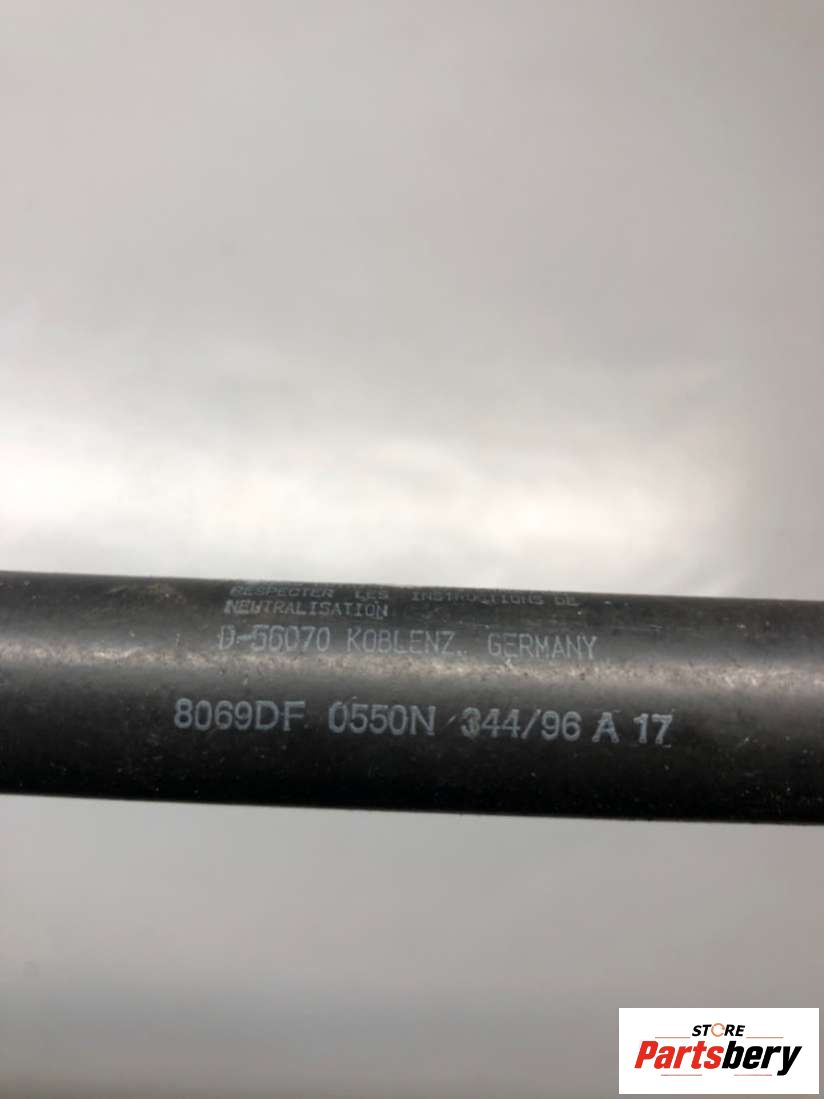 RESPECTER LES INSTRUCTIONS DE
NEUTRALISATION
D-56070 KOBLENZ, GERMANY
8069DF 0550N 344/96 A 17
STORE
Partsbery